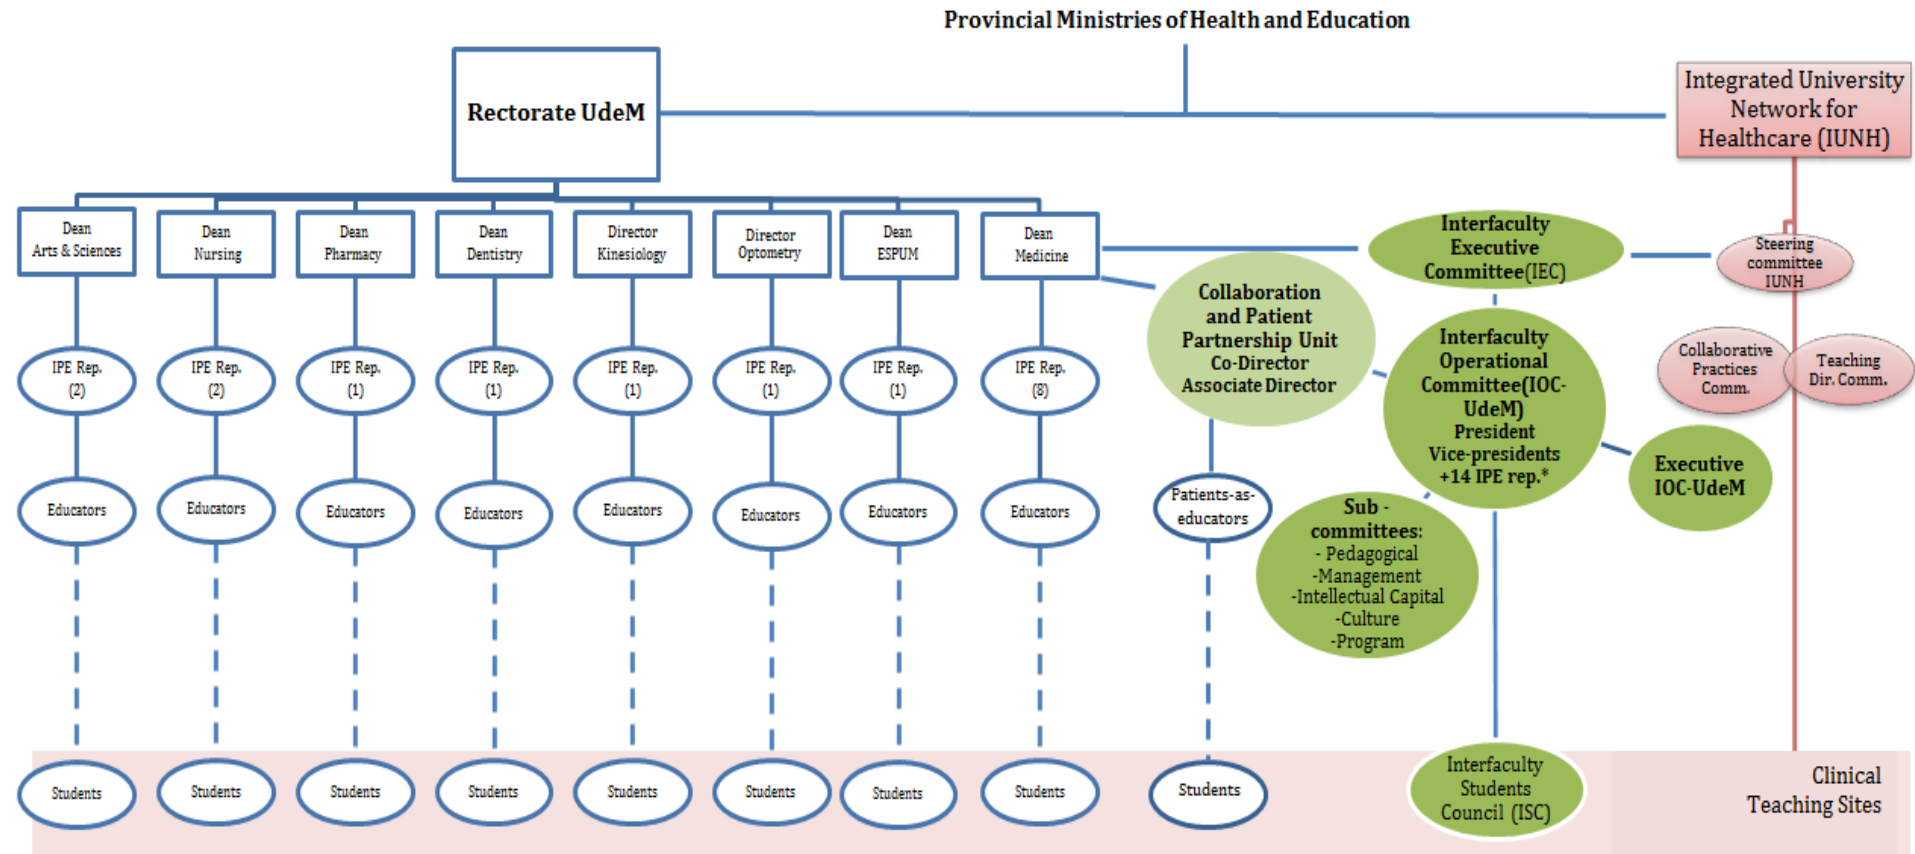 Provincial Ministries of Health and Education
Rectorate UdeM
Integrated University
Network for
Healthcare (IUNH)
Dean
Arts & Sciences
Dean
Nursing
Dean
Pharmacy
Dean
Dentistry
Director
Kinesiology
Director
Optometry
Dean
ESPUM
Dean
Medicine
Interfaculty
Executive
Committee(IEC)
Steering
committee
IUNH
Collaboration
and Patient
Partnership Unit
Co-Director
Associate Director
Interfaculty
Operational
Committee(IOC-
UdeM)
President
Vice-presidents
+14 IPE rep.*
Collaborative
Practices
Comm.
Teaching
Dir. Comm.
IPE Rep.
(2)
IPE Rep.
(2)
IPE Rep.
(1)
IPE Rep.
(1)
IPE Rep.
(1)
IPE Rep.
(1)
IPE Rep.
(1)
IPE Rep.
(8)
Executive
IOC-UdeM
Educators
Educators
Educators
Educators
Educators
Educators
Educators
Educators
Patients-as-
educators
Sub -
committees:
- Pedagogical
-Management
-Intellectual Capital
-Culture
-Program
Students
Students
Students
Students
Students
Students
Students
Students
Students
Interfaculty
Students
Council (ISC)
Clinical
Teaching Sites